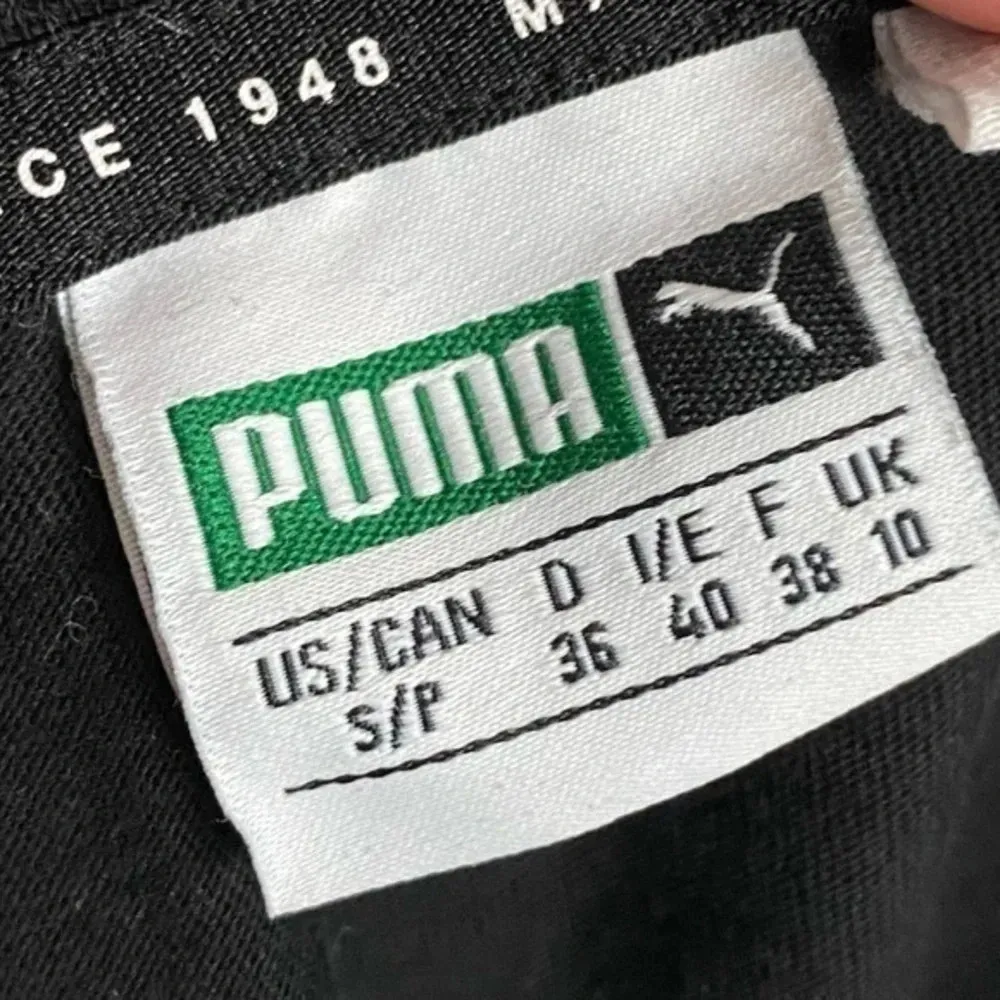 CE 1948 M
PUMA
US/CAN D I/E F UK
S/P 36 40 38 10